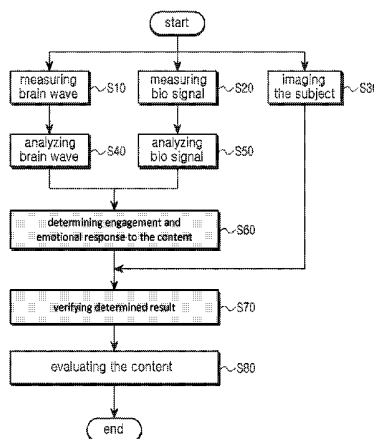 start
measuring
brain wave
S10
measuring
bio signal
S20
imaging
the subject
S30
analyzing
brain wave
S40
analyzing
bio signal
S50
determining engagement and
emotional response to the content
S60
verifying determined result
S70
evaluating the content
S80
end